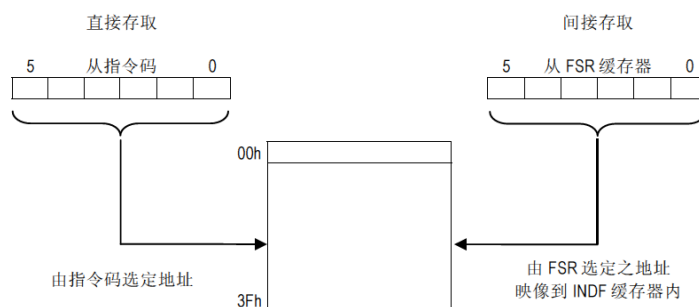 直接存取
间接存取
5 从指令码 0
5 从 FSR 缓存器 0
00h
由指令码选定地址
由 FSR 选定之地址
映像到 INDF 缓存器内
3Fh